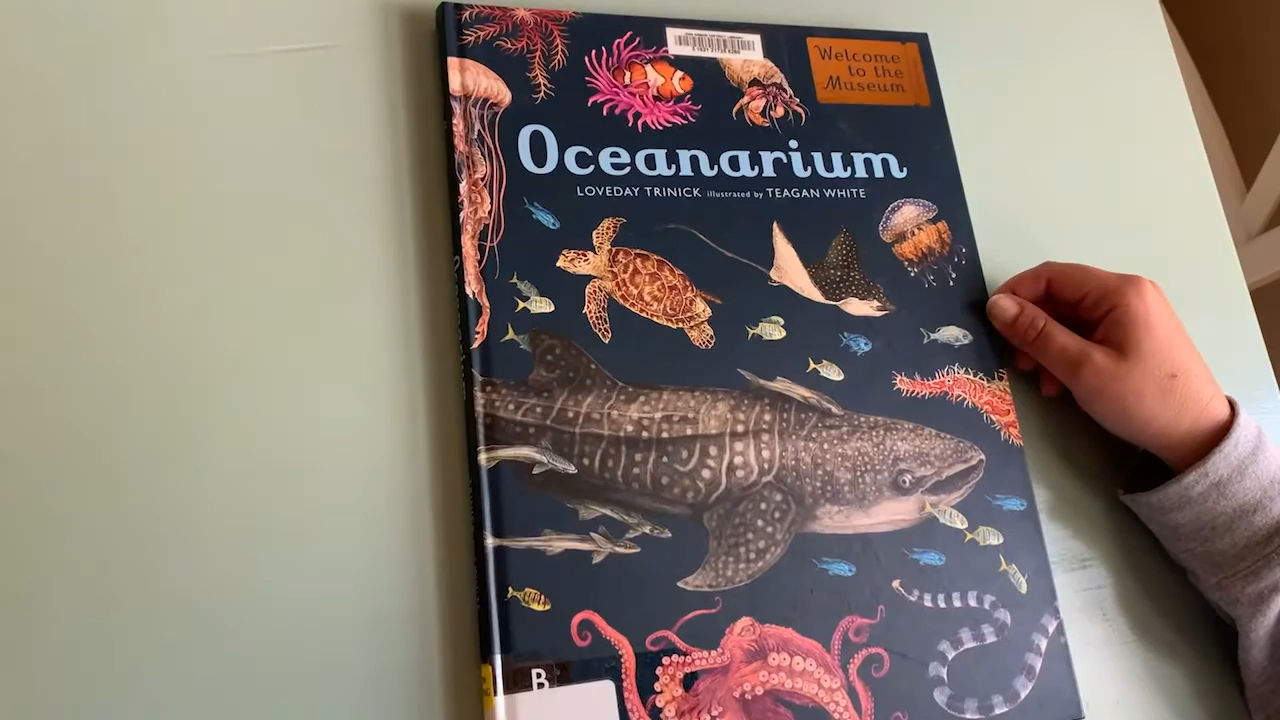 Welcome
to the
Museum
Oceanarium
LOVEDAY TRINICK illustrated by TEAGAN WHITE
B